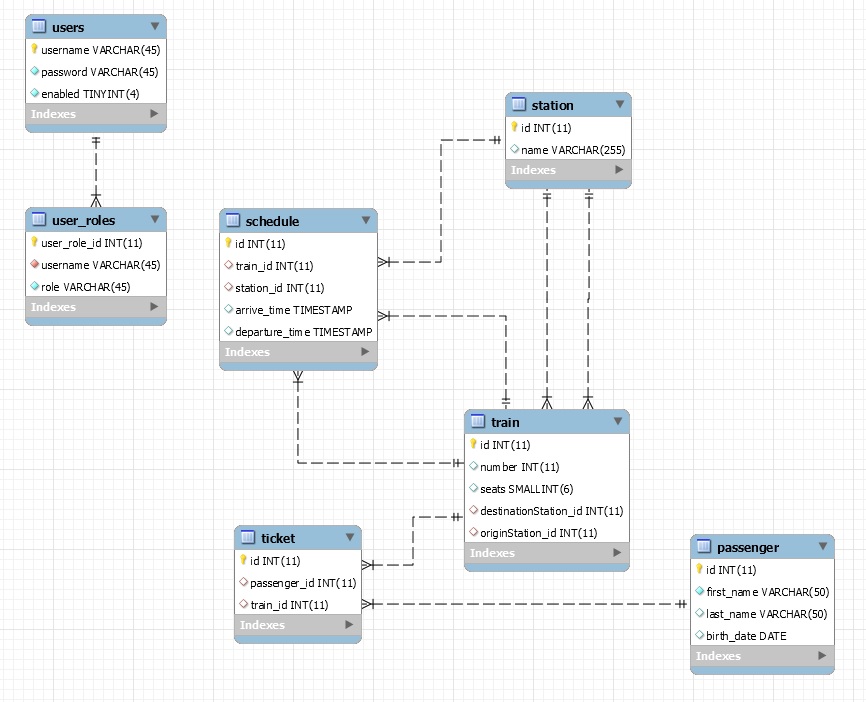 users
username VARCHAR(45)
password VARCHAR(45)
enabled TINYINT(4)
Indexes
user_roles
user_role_id INT(11)
username VARCHAR(45)
role VARCHAR(45)
Indexes
schedule
id INT(11)
train_id INT(11)
station_id INT(11)
arrive_time TIMESTAMP
departure_time TIMESTAMP
Indexes
station
id INT(11)
name VARCHAR(255)
Indexes
train
id INT(11)
number INT(11)
seats SMALLINT(6)
destinationStation_id INT(11)
originStation_id INT(11)
Indexes
ticket
id INT(11)
passenger_id INT(11)
train_id INT(11)
Indexes
passenger
id INT(11)
first_name VARCHAR(50)
last_name VARCHAR(50)
birth_date DATE
Indexes